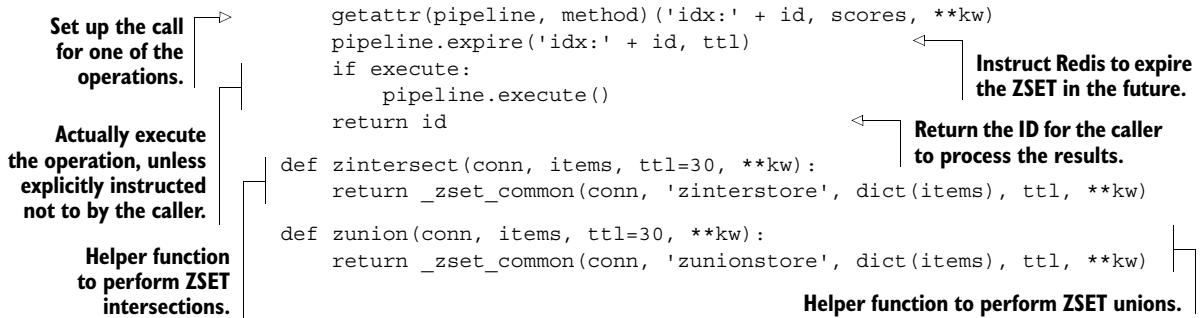 Set up the call
for one of the
operations.
getattr(pipeline, method)('idx:' + id, scores, **kw)
pipeline.expire('idx:' + id, ttl)
if execute:
pipeline.execute()
return id
Instruct Redis to expire
the ZSET in the future.
Actually execute
the operation, unless
explicitly instructed
not to by the caller.
Return the ID for the caller
to process the results.
def zintersect(conn, items, ttl=30, **kw):
return _zset_common(conn, 'zinterstore', dict(items), ttl, **kw)
def zunion(conn, items, ttl=30, **kw):
return _zset_common(conn, 'zunionstore', dict(items), ttl, **kw)
Helper function
to perform ZSET
intersections.
Helper function to perform ZSET unions.